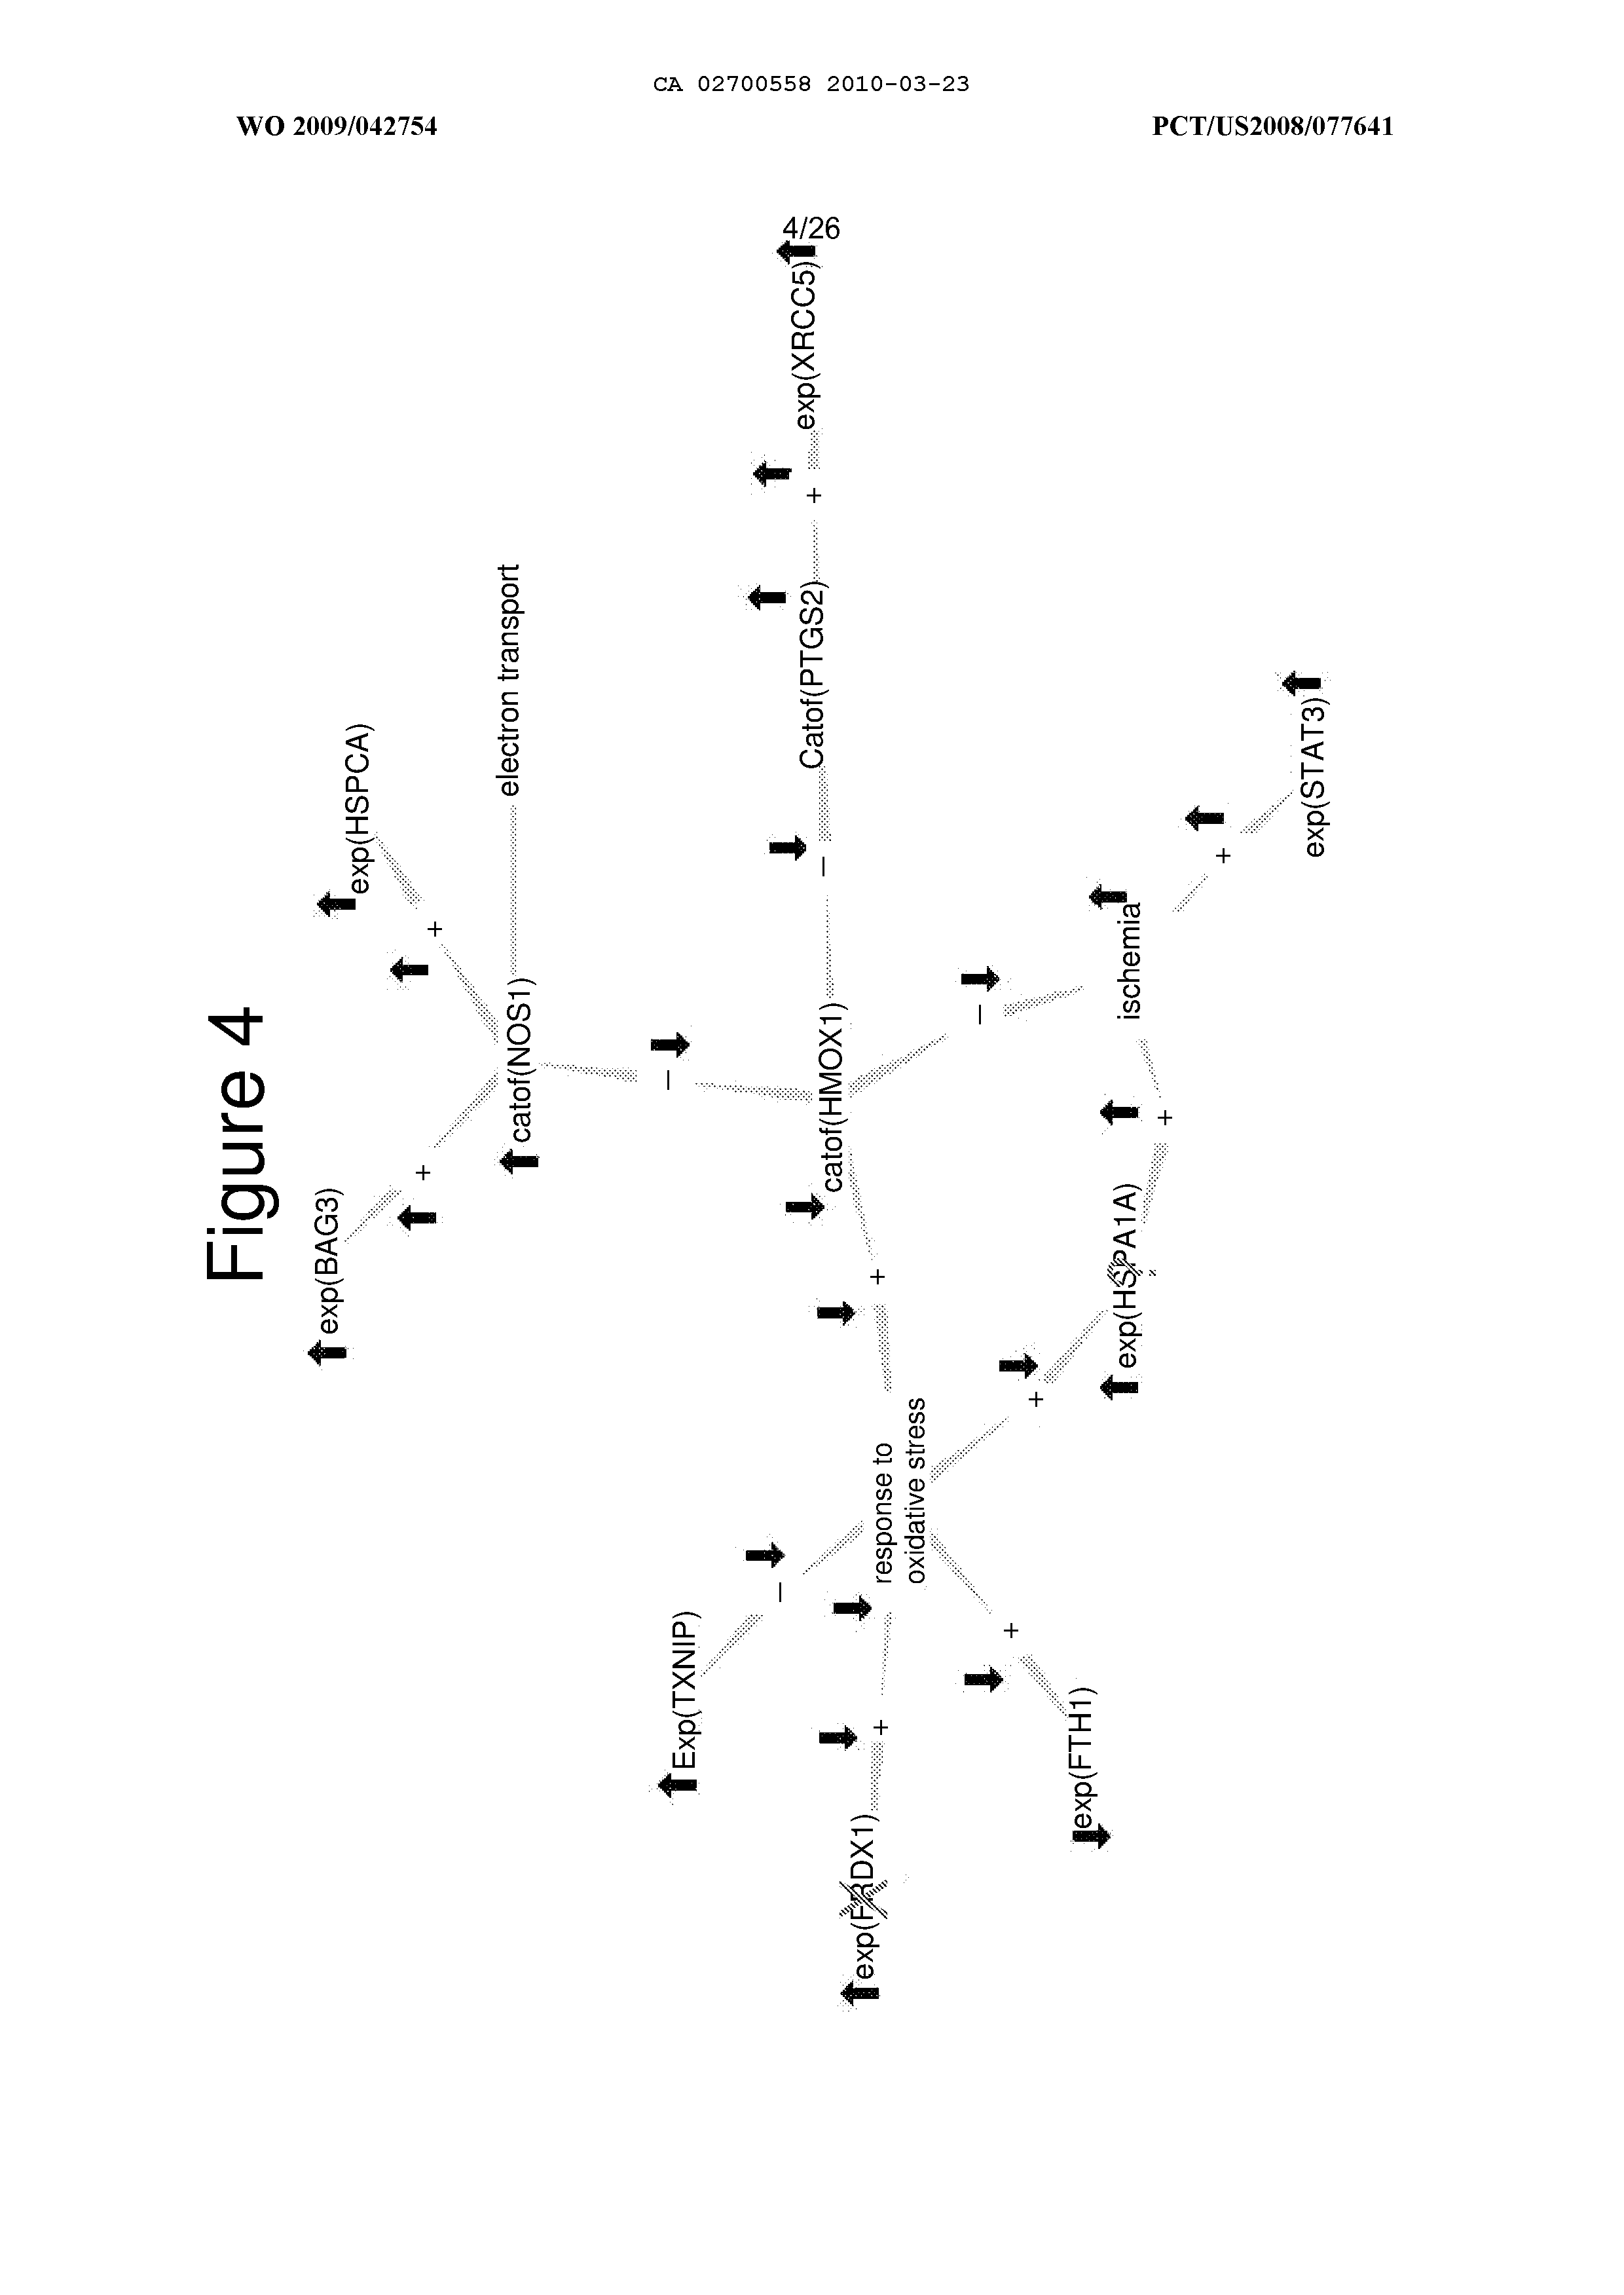 CA 02700558 2010-03-23
WO 2009/042754
PCT/US2008/077641
4/26
Figure 4
exp(BAG3)
exp(HSPCA)
+
+
catof(NOS1)
electron transport
–
Exp(TXNIP)
–
catof(HMOX1)
–
Catof(PTGS2)
+
exp(XRCC5)
+
response to
oxidative stress
+
–
ischemia
+
exp(STAT3)
+
+
exp(HSPA1A)
+
exp(FTH1)